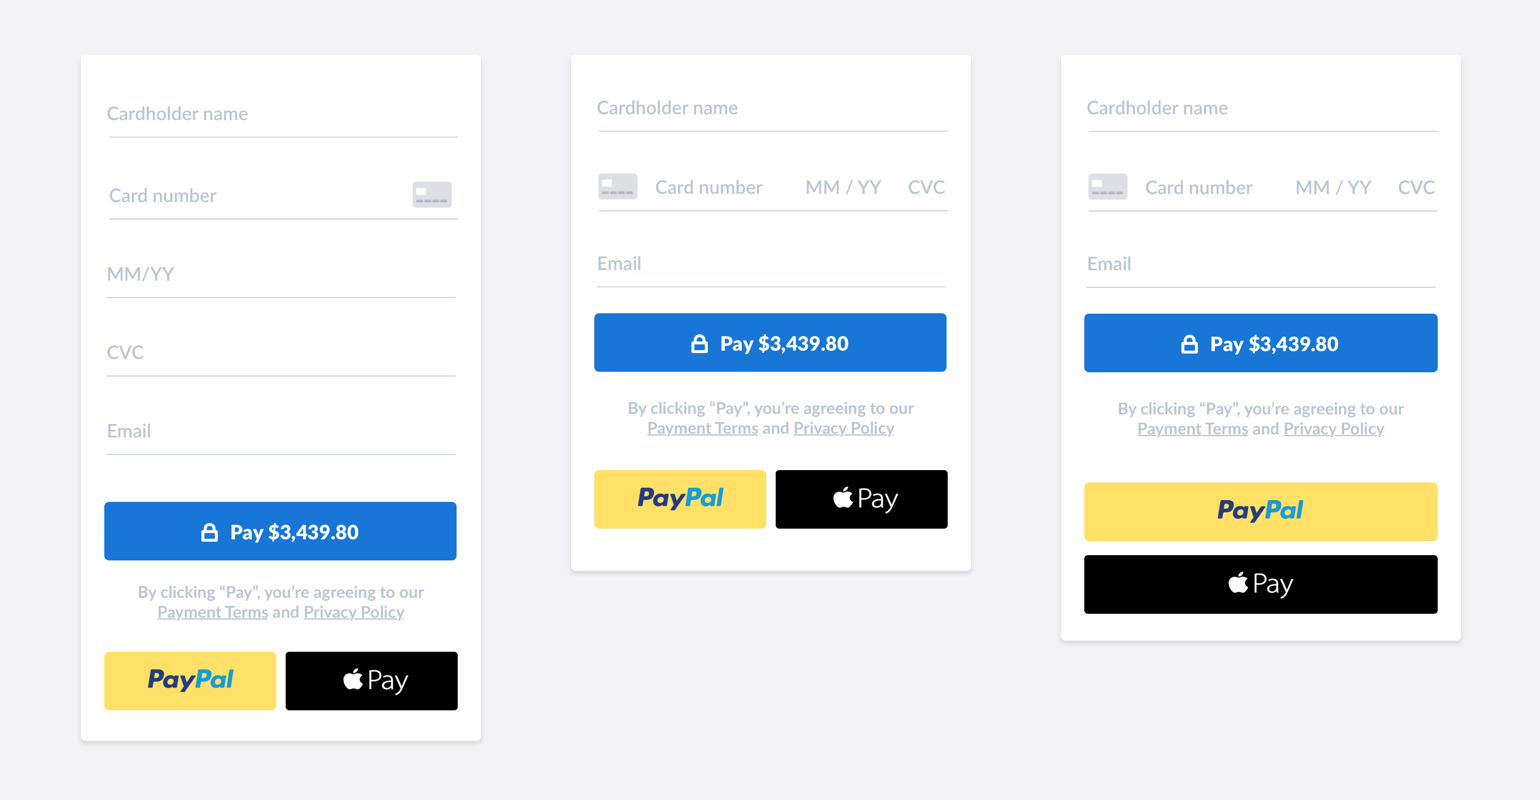 Cardholder name
Card number
MM/YY
CVC
Email
Pay $3,439.80
By clicking “Pay”, you’re agreeing to our
Payment Terms and Privacy Policy
PayPal Pay
Cardholder name
Card number MM / YY CVC
Email
Pay $3,439.80
By clicking “Pay”, you’re agreeing to our
Payment Terms and Privacy Policy
PayPal Pay
Cardholder name
Card number MM / YY CVC
Email
Pay $3,439.80
By clicking “Pay”, you’re agreeing to our
Payment Terms and Privacy Policy
PayPal
Pay